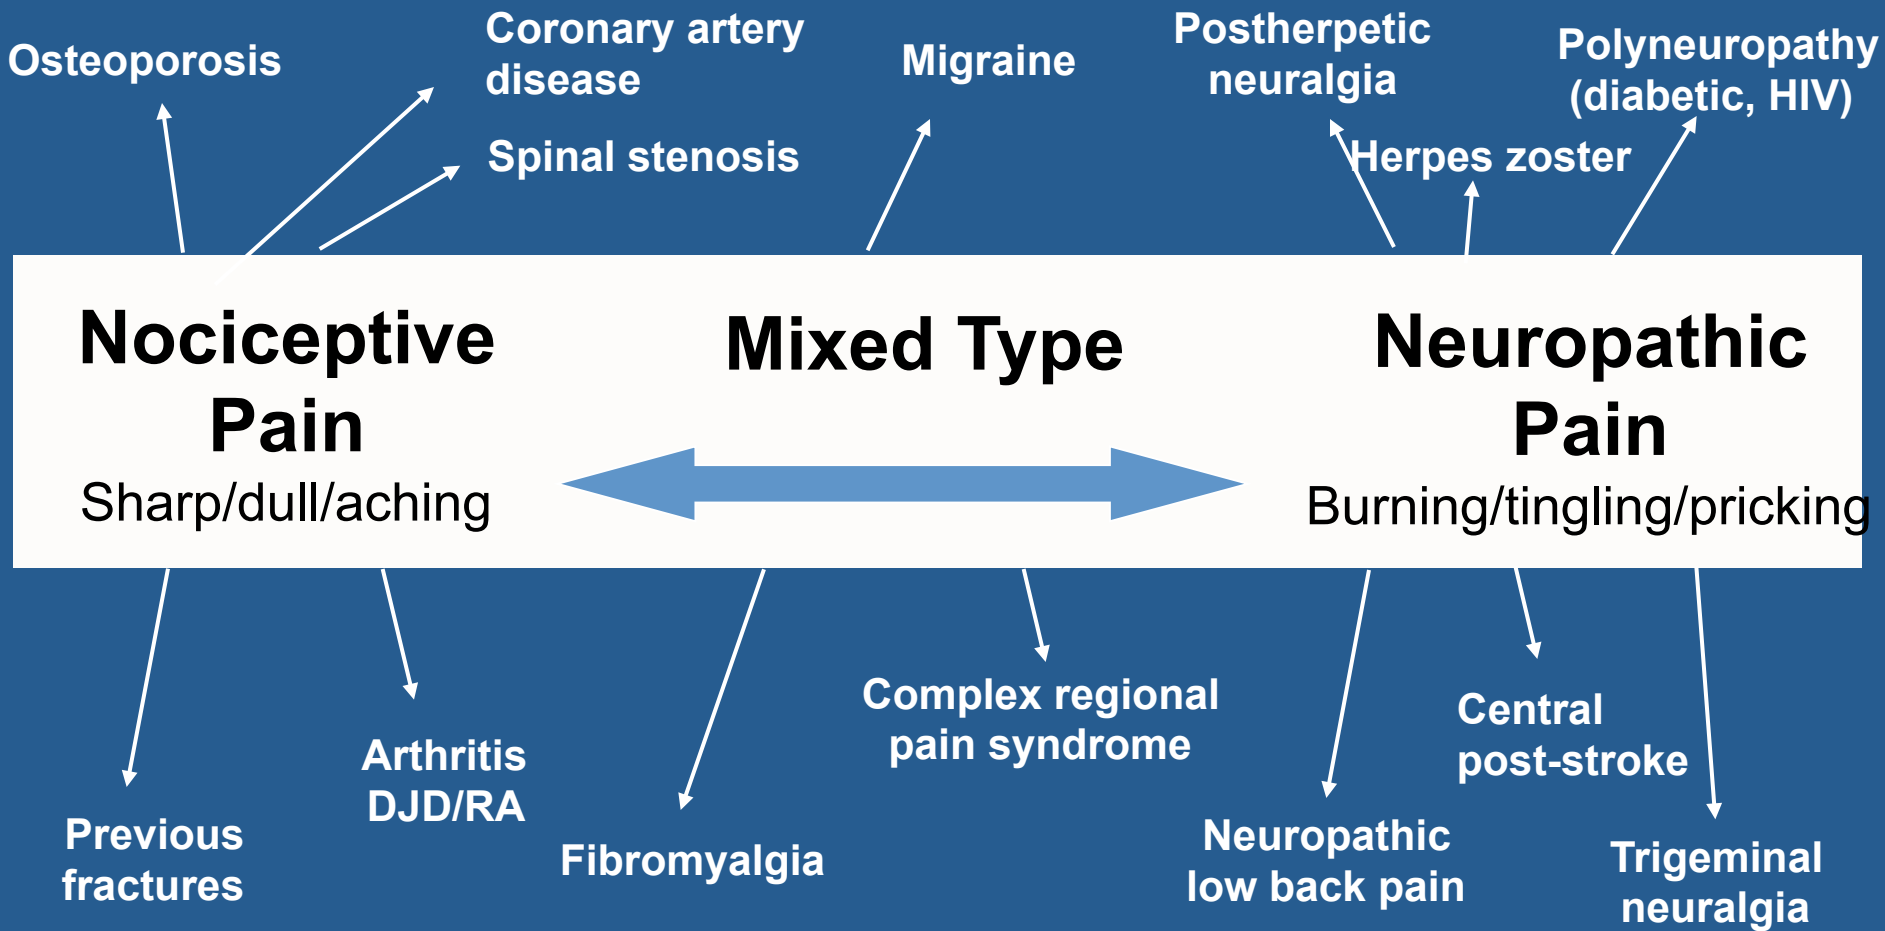 Osteoporosis
Coronary artery
disease
Spinal stenosis
Migraine
Postherpetic
neuralgia
Herpes zoster
Polyneuropathy
(diabetic, HIV)
Nociceptive
Pain
Sharp/dull/aching
Mixed Type
Neuropathic
Pain
Burning/tingling/pricking
Previous
fractures
Arthritis
DJD/RA
Fibromyalgia
Complex regional
pain syndrome
Neuropathic
low back pain
Central
post-stroke
Trigeminal
neuralgia